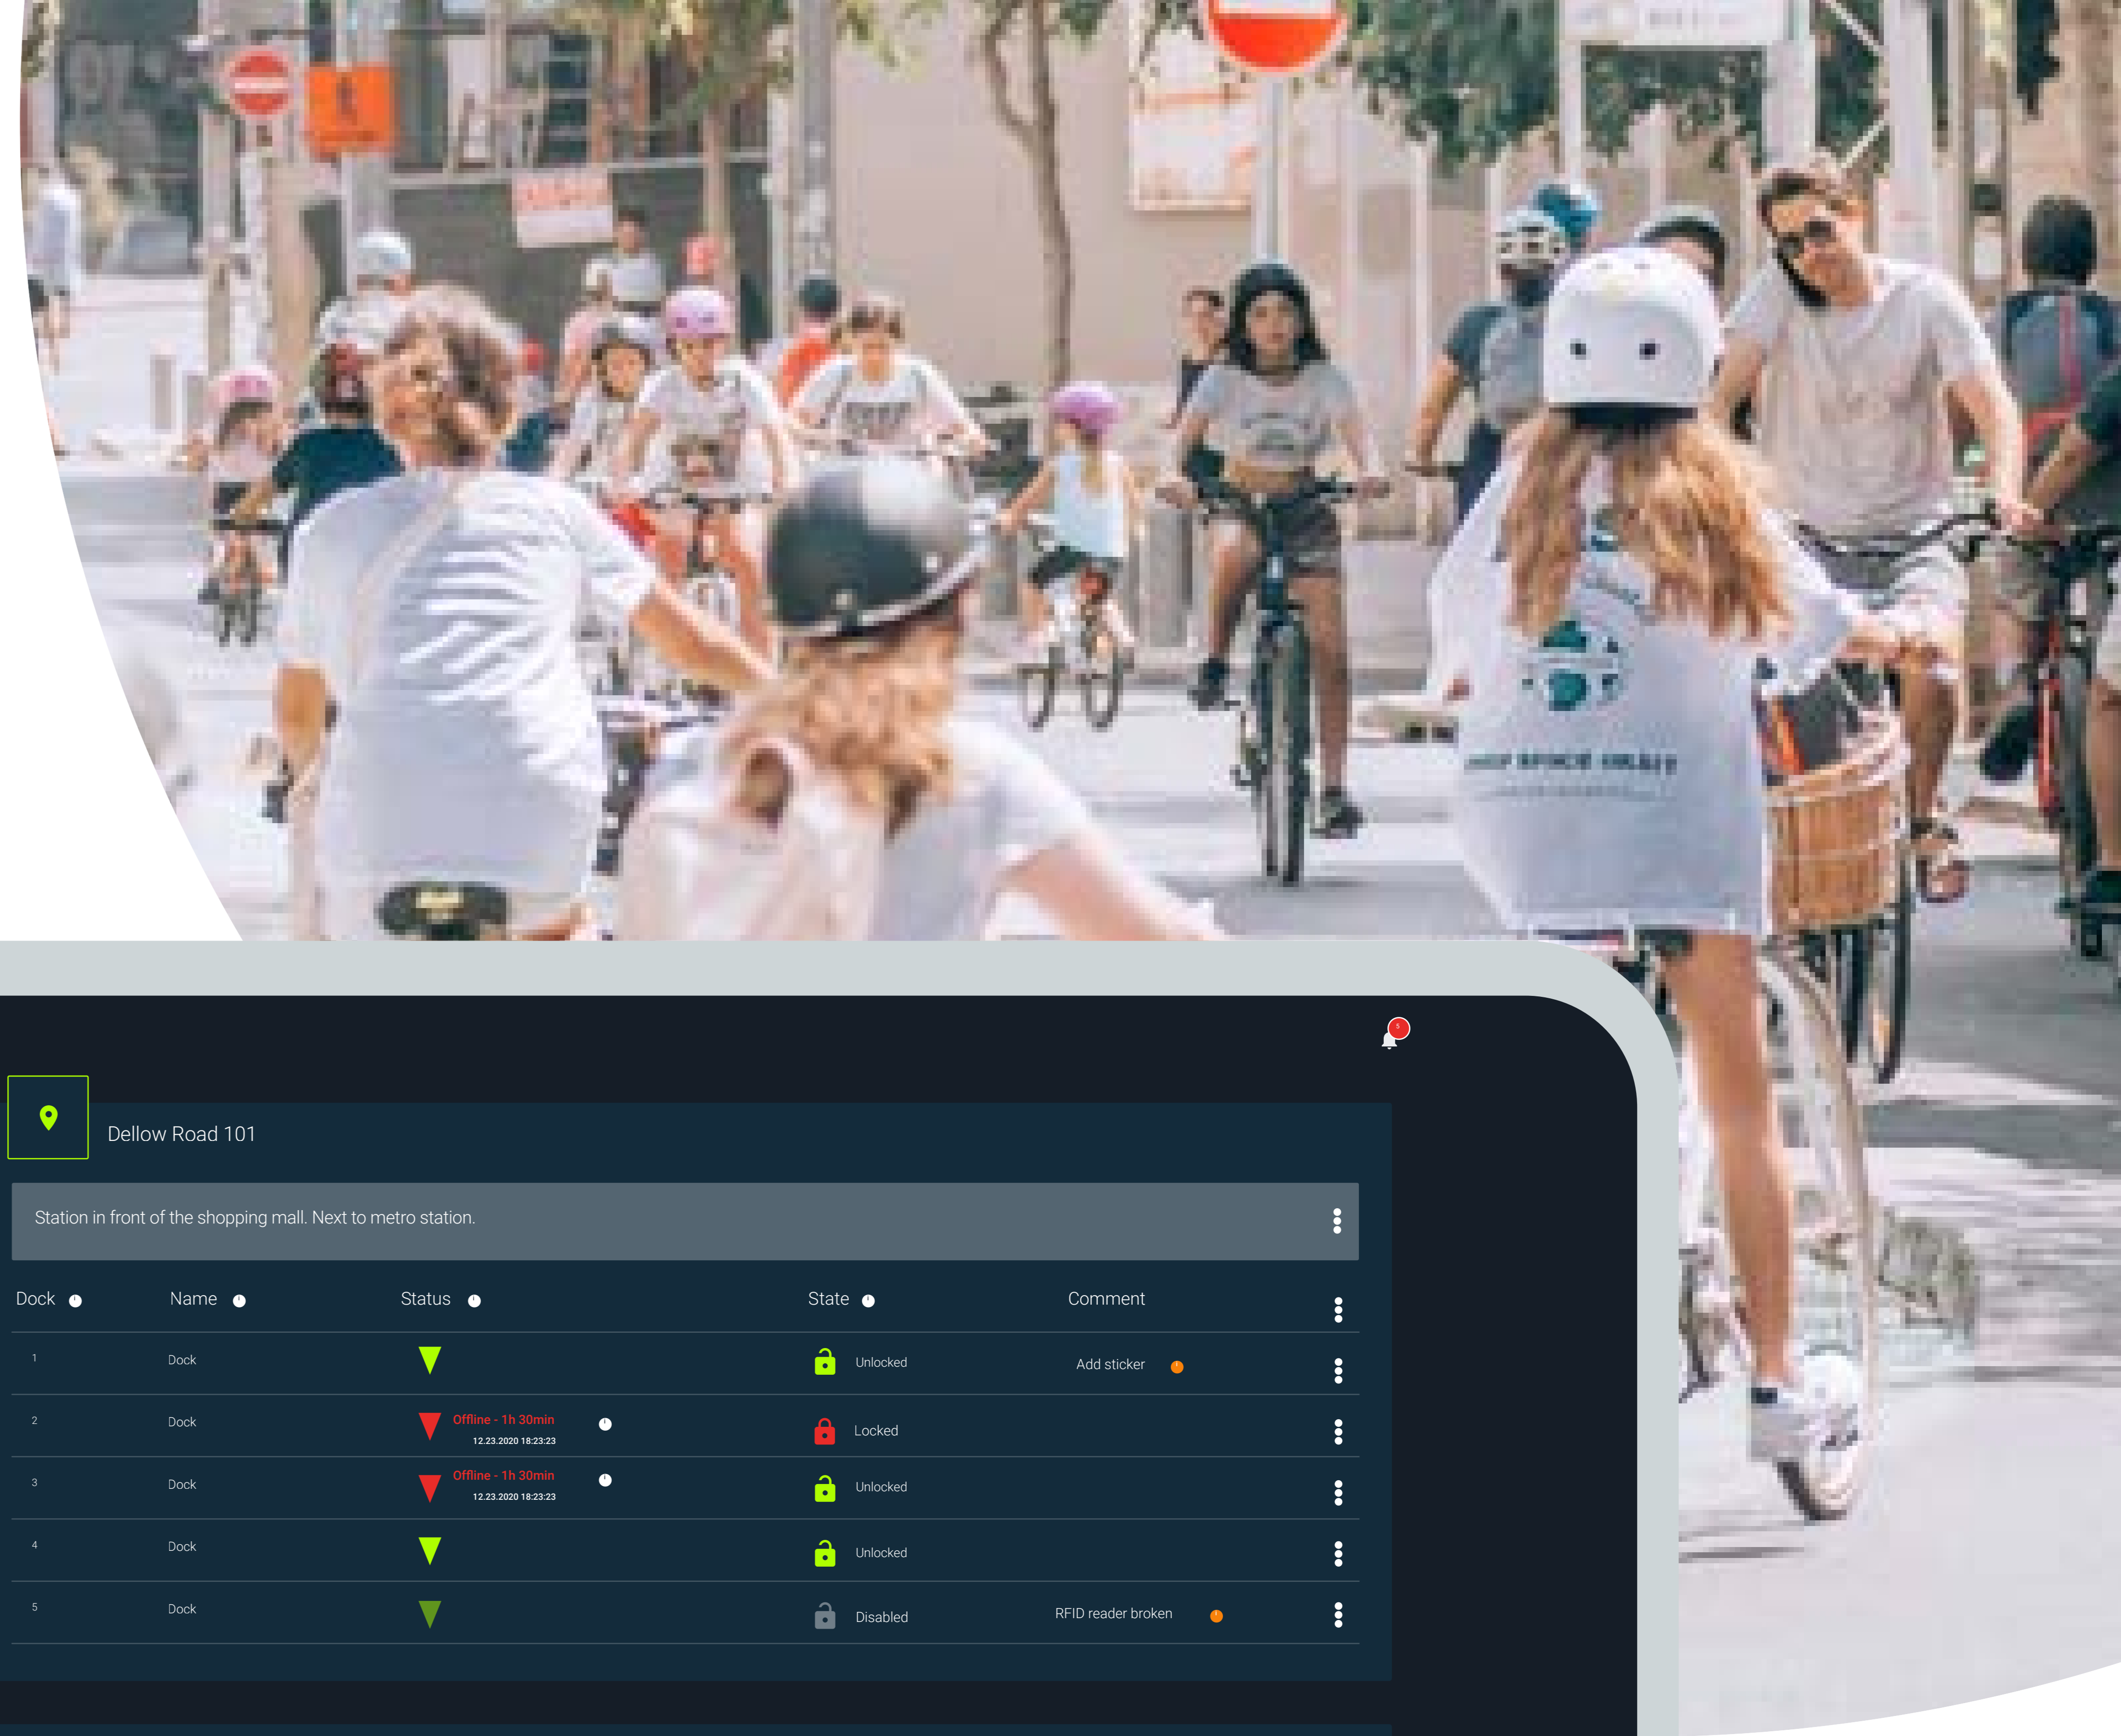 5
Dellow Road 101
Station in front of the shopping mall. Next to metro station.
Dock Name Status State Comment
1 Dock Unlocked Add sticker
2 Dock Offline - 1h 30min Locked
12.23.2020 18:23:23
3 Dock Offline - 1h 30min Unlocked
12.23.2020 18:23:23
4 Dock Unlocked
5 Dock Disabled RFID reader broken